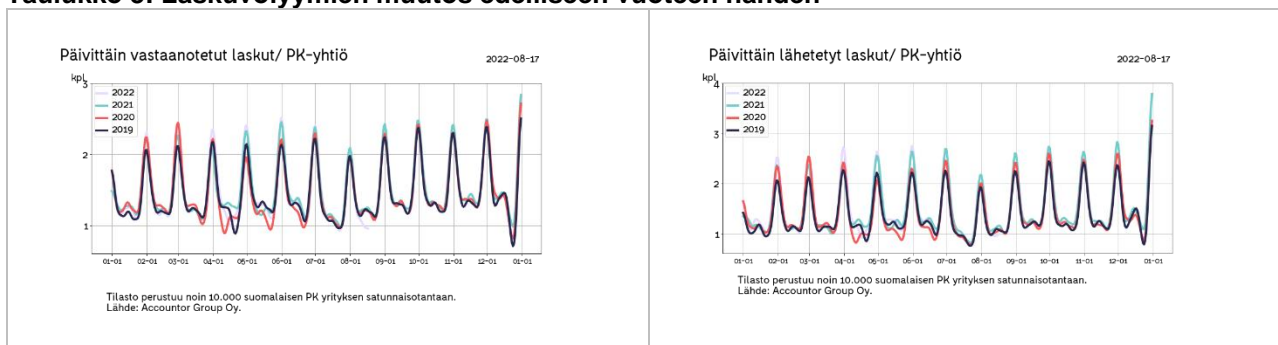 Taulukko 3: Laskuvolyymien muutos edelliseen vuoteen nähden
Päivittäin vastaanotetut laskut/ PK-yhtiö
2022-08-17
kpl
3
2022
2021
2020
2019
2
1
01-01 02-01 03-01 04-01 05-01 06-01 07-01 08-01 09-01 10-01 11-01 12-01 01-01
Tilasto perustuu noin 10.000 suomalaisen PK yrityksen satunnaisotantaan.
Lähde: Accountor Group Oy.
Päivittäin lähetetyt laskut/ PK-yhtiö
2022-08-17
kpl
4
2022
2021
2020
2019
3
2
1
01-01 02-01 03-01 04-01 05-01 06-01 07-01 08-01 09-01 10-01 11-01 12-01 01-01
Tilasto perustuu noin 10.000 suomalaisen PK yrityksen satunnaisotantaan.
Lähde: Accountor Group Oy.